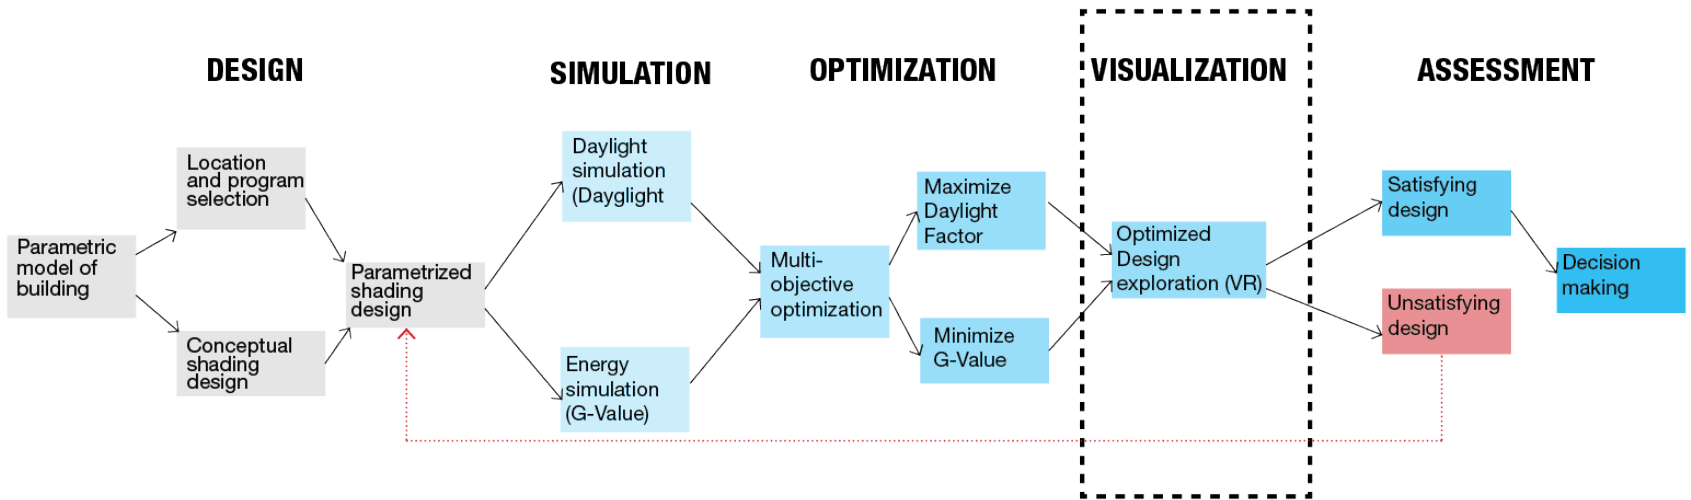 DESIGN
SIMULATION
OPTIMIZATION
VISUALIZATION
ASSESSMENT
Parametric
model of
building
Location
and program
selection
Conceptual
shading
design
Parametrized
shading
design
Daylight
simulation
(Dayglight
Energy
simulation
(G-Value)
Multi-
objective
optimization
Maximize
Daylight
Factor
Minimize
G-Value
Optimized
Design
exploration (VR)
Satisfying
design
Unsatisfying
design
Decision
making